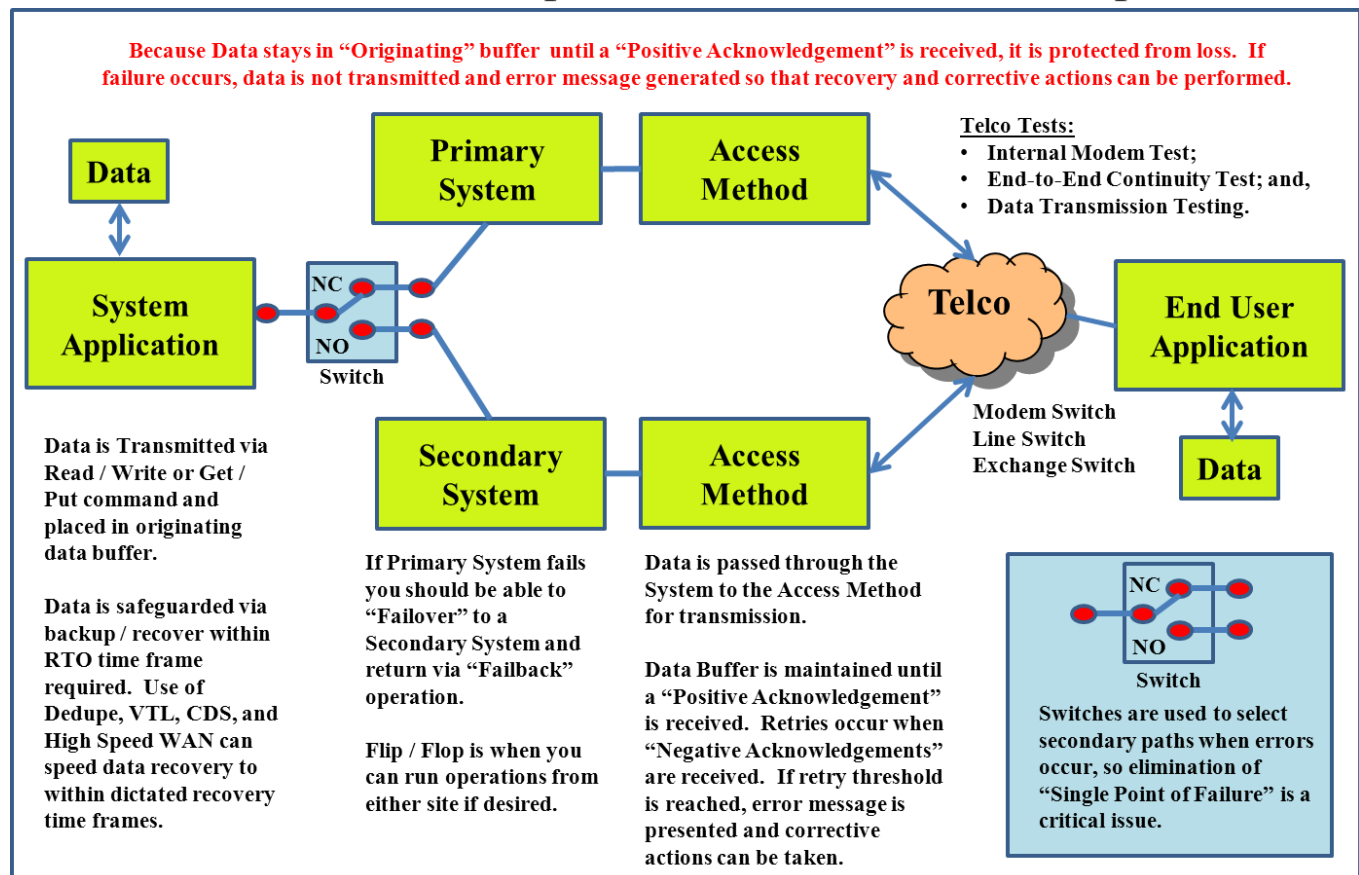 Because Data stays in “Originating” buffer until a “Positive Acknowledgement” is received, it is protected from loss. If
failure occurs, data is not transmitted and error message generated so that recovery and corrective actions can be performed.
Data
System
Application
NC
NO
Switch
Primary
System
Access
Method
Telco Tests:
• Internal Modem Test;
• End-to-End Continuity Test; and,
• Data Transmission Testing.
Telco
End User
Application
Data
Modem Switch
Line Switch
Exchange Switch
Secondary
System
Access
Method
Data is Transmitted via
Read / Write or Get /
Put command and
placed in originating
data buffer.
Data is safeguarded via
backup / recover within
RTO time frame
required. Use of
Dedupe, VTL, CDS, and
High Speed WAN can
speed data recovery to
within dictated recovery
time frames.
If Primary System fails
you should be able to
“Failover” to a
Secondary System and
return via “Failback”
operation.
Flip / Flop is when you
can run operations from
either site if desired.
Data is passed through the
System to the Access Method
for transmission.
Data Buffer is maintained until
a “Positive Acknowledgement”
is received. Retries occur when
“Negative Acknowledgements”
are received. If retry threshold
is reached, error message is
presented and corrective
actions can be taken.
NC
NO
Switch
Switches are used to select
secondary paths when errors
occur, so elimination of
“Single Point of Failure” is a
critical issue.